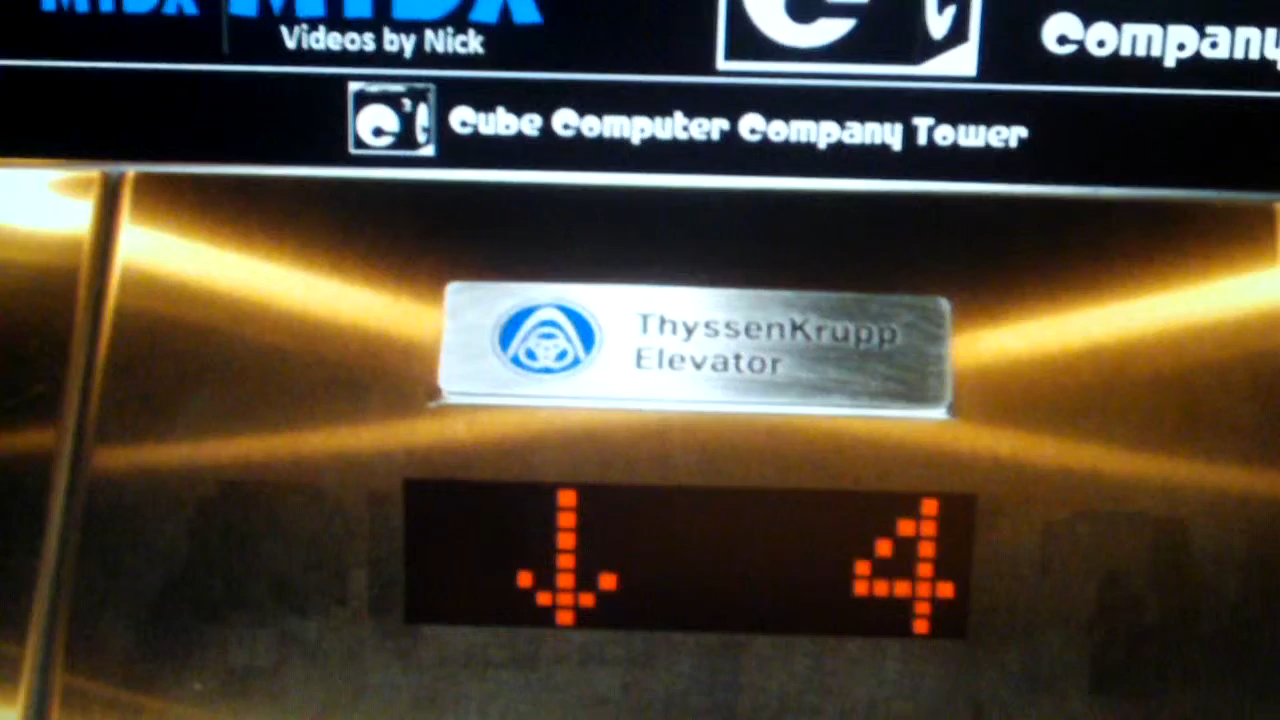 Videos by Nick
Company
Cube Computer Company Tower
ThyssenKrupp
Elevator
↓ 4